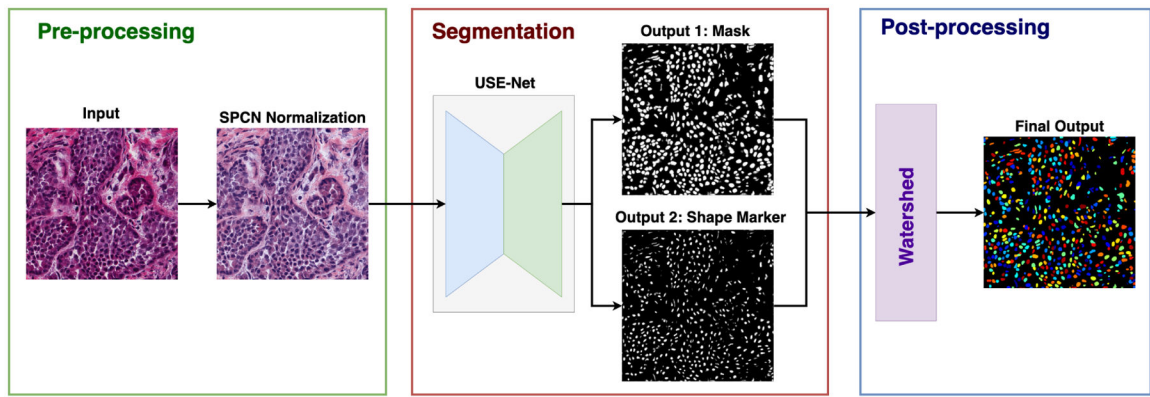 Pre-processing
Input
SPCN Normalization
Segmentation
USE-Net
Output 1: Mask
Output 2: Shape Marker
Post-processing
Watershed
Final Output